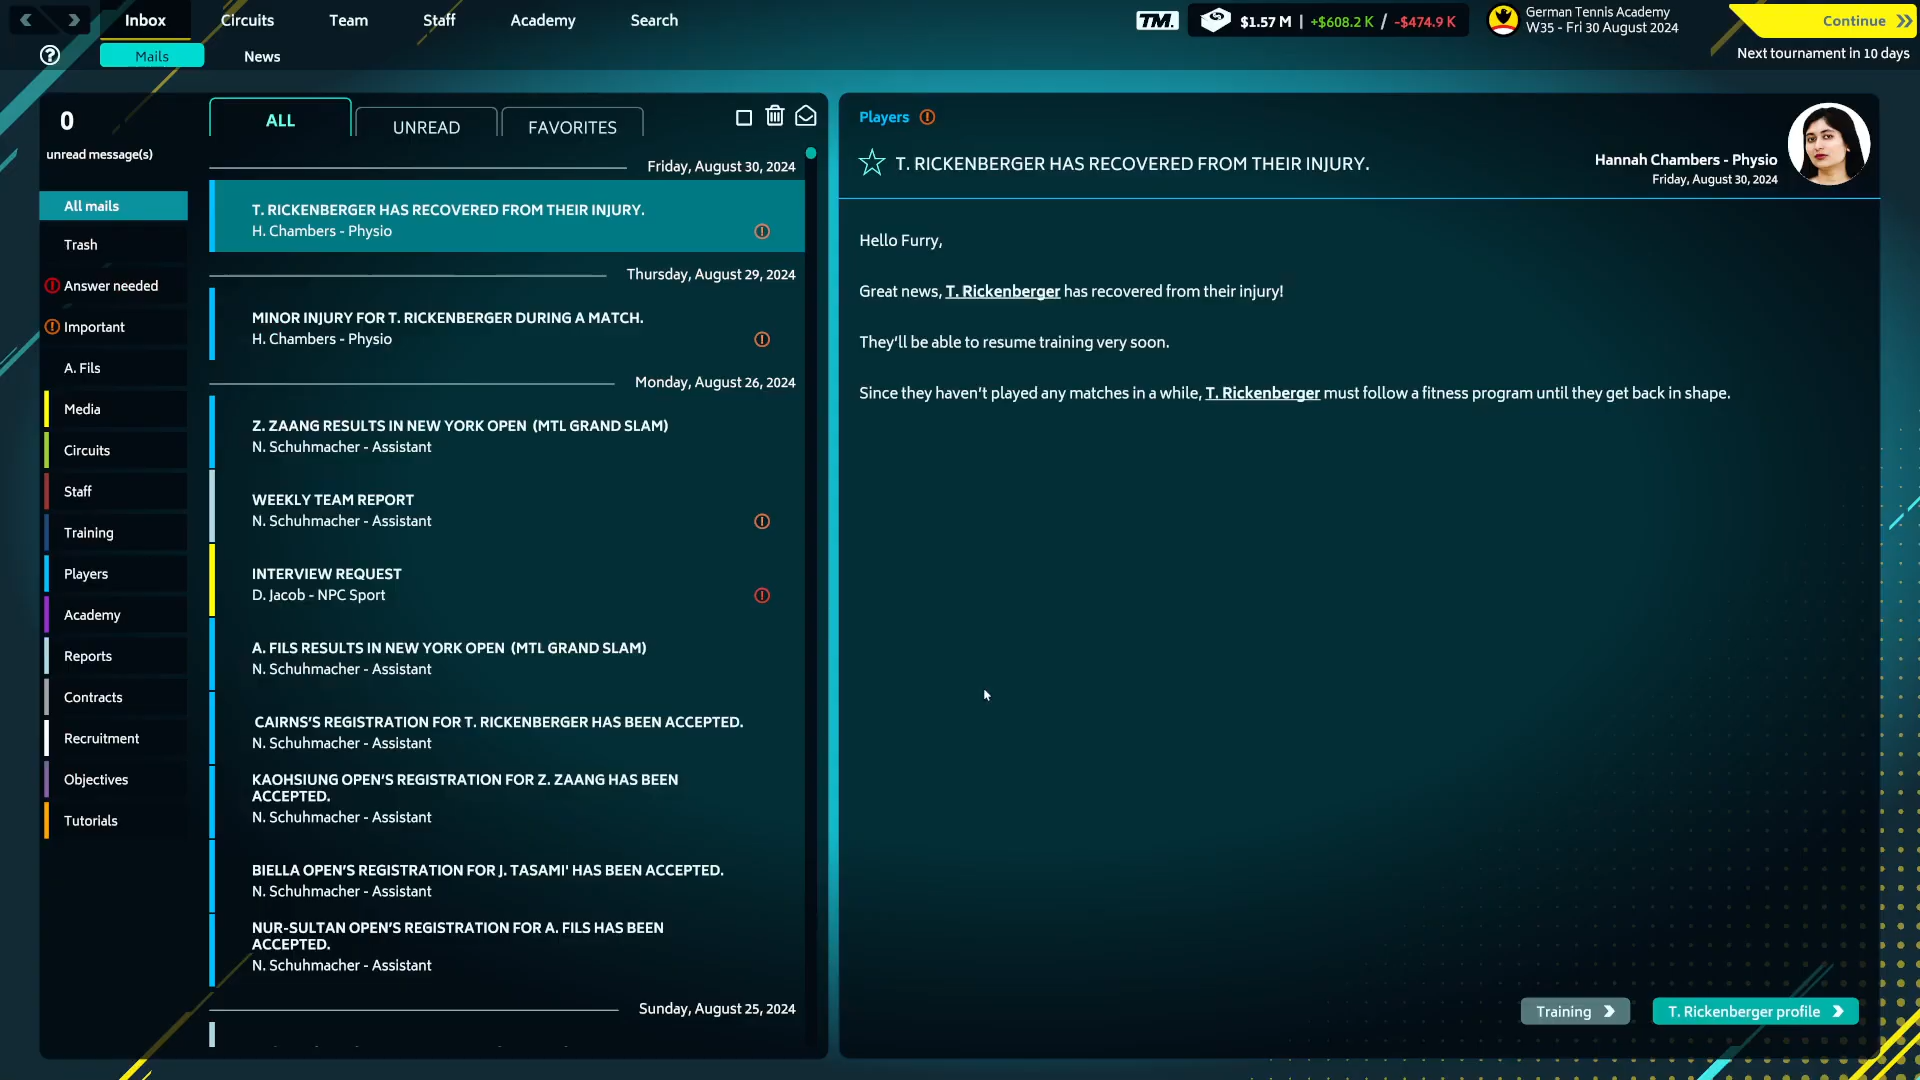 Inbox
Circuits
Team
Staff
Academy
Search
TM.
$1.57 M | +$608.2 K / -$474.9 K
German Tennis Academy
W35 - Fri 30 August 2024
Continue
Next tournament in 10 days
Mails
News
0
unread message(s)
All mails
Trash
Answer needed
Important
A. Fils
Media
Circuits
Staff
Training
Players
Academy
Reports
Contracts
Recruitment
Objectives
Tutorials
ALL
UNREAD
FAVORITES
Friday, August 30, 2024
T. RICKENBERGER HAS RECOVERED FROM THEIR INJURY.
H. Chambers - Physio
Thursday, August 29, 2024
MINOR INJURY FOR T. RICKENBERGER DURING A MATCH.
H. Chambers - Physio
Monday, August 26, 2024
Z. ZAANG RESULTS IN NEW YORK OPEN (MTL GRAND SLAM)
N. Schuhmacher - Assistant
WEEKLY TEAM REPORT
N. Schuhmacher - Assistant
INTERVIEW REQUEST
D. Jacob - NPC Sport
A. FILS RESULTS IN NEW YORK OPEN (MTL GRAND SLAM)
N. Schuhmacher - Assistant
CAIRNS'S REGISTRATION FOR T. RICKENBERGER HAS BEEN ACCEPTED.
N. Schuhmacher - Assistant
KAOHSIUNG OPEN'S REGISTRATION FOR Z. ZAANG HAS BEEN
ACCEPTED.
N. Schuhmacher - Assistant
BIELLA OPEN'S REGISTRATION FOR J. TASAMI' HAS BEEN ACCEPTED.
N. Schuhmacher - Assistant
NUR-SULTAN OPEN'S REGISTRATION FOR A. FILS HAS BEEN
ACCEPTED.
N. Schuhmacher - Assistant
Sunday, August 25, 2024
Players
T. RICKENBERGER HAS RECOVERED FROM THEIR INJURY.
Hannah Chambers - Physio
Friday, August 30, 2024
Hello Furry,
Great news, T. Rickenberger has recovered from their injury!
They'll be able to resume training very soon.
Since they haven't played any matches in a while, T. Rickenberger must follow a fitness program until they get back in shape.
Training
T. Rickenberger profile